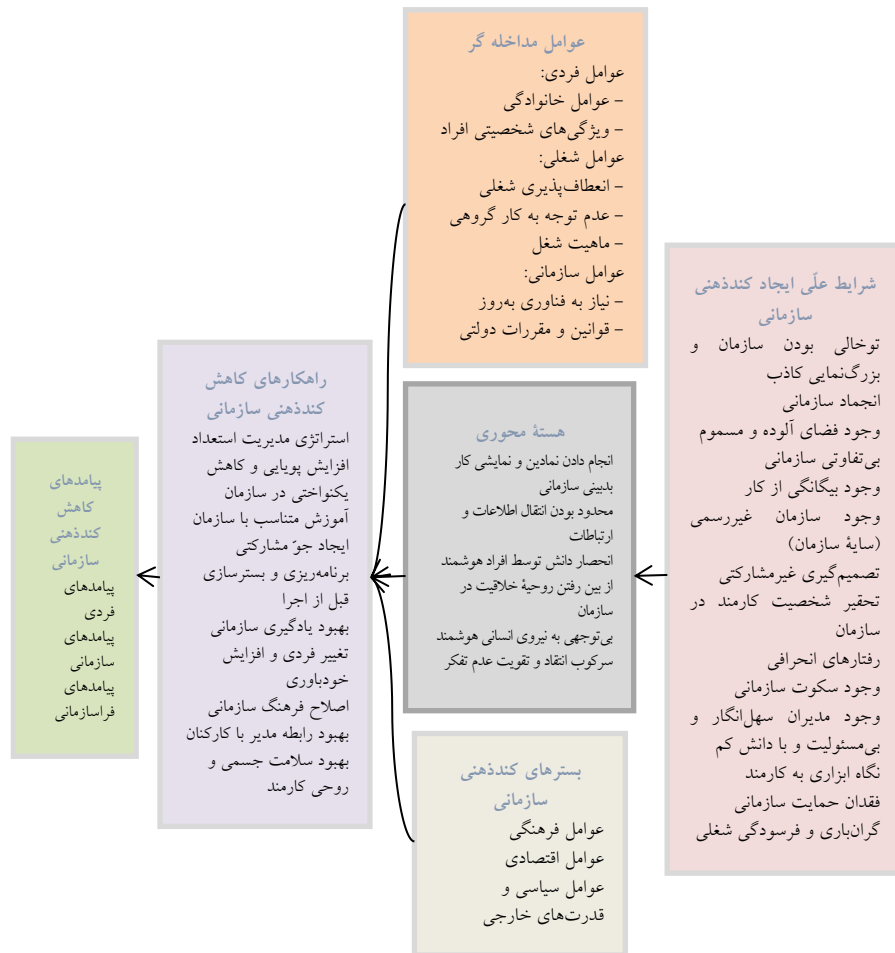 عوامل مداخله گر
عوامل فردی:
– عوامل خانوادگی
– ویژگی‌های شخصیتی افراد
عوامل شغلی:
– انعطاف‌پذیری شغلی
– عدم توجه به کار گروهی
– ماهیت شغل
عوامل سازمانی:
– نیاز به فناوری به‌روز
– قوانین و مقررات دولتی
شرایط علّی ایجاد کندذهنی
سازمانی
توخالی بودن سازمان و
بزرگ‌نمایی کاذب
انجماد سازمانی
وجود فضای آلوده و مسموم
بی‌تفاوتی سازمانی
وجود بیگانگی از کار
وجود سازمان غیررسمی
(سایۀ سازمان)
تصمیم‌گیری غیرمشارکتی
تحقیر شخصیت کارمند در
سازمان
رفتارهای انحرافی
وجود سکوت سازمانی
وجود مدیران سهل‌انگار و
بی‌مسئولیت و با دانش کم
نگاه ابزاری به کارمند
فقدان حمایت سازمانی
گران‌باری و فرسودگی شغلی
هستۀ محوری
انجام دادن نمادین و نمایشی کار
بدبینی سازمانی
محدود بودن انتقال اطلاعات و
ارتباطات
انحصار دانش توسط افراد هوشمند
از بین رفتن روحیۀ خلاقیت در
سازمان
بی‌توجهی به نیروی انسانی هوشمند
سرکوب انتقاد و تقویت عدم تفکر
بسترهای کندذهنی
سازمانی
عوامل فرهنگی
عوامل اقتصادی
عوامل سیاسی و
قدرت‌های خارجی
راهکارهای کاهش
کندذهنی سازمانی
استراتژی مدیریت استعداد
افزایش پویایی و کاهش
یکنواختی در سازمان
آموزش متناسب با سازمان
ایجاد جوّ مشارکتی
برنامه‌ریزی و بسترسازی
قبل از اجرا
بهبود یادگیری سازمانی
تغییر فردی و افزایش
خودباوری
اصلاح فرهنگ سازمانی
بهبود رابطه مدیر با کارکنان
بهبود سلامت جسمی و
روحی کارمند
پیامدهای
کاهش
کندذهنی
سازمانی
پیامدهای
فردی
پیامدهای
سازمانی
پیامدهای
فراسازمانی